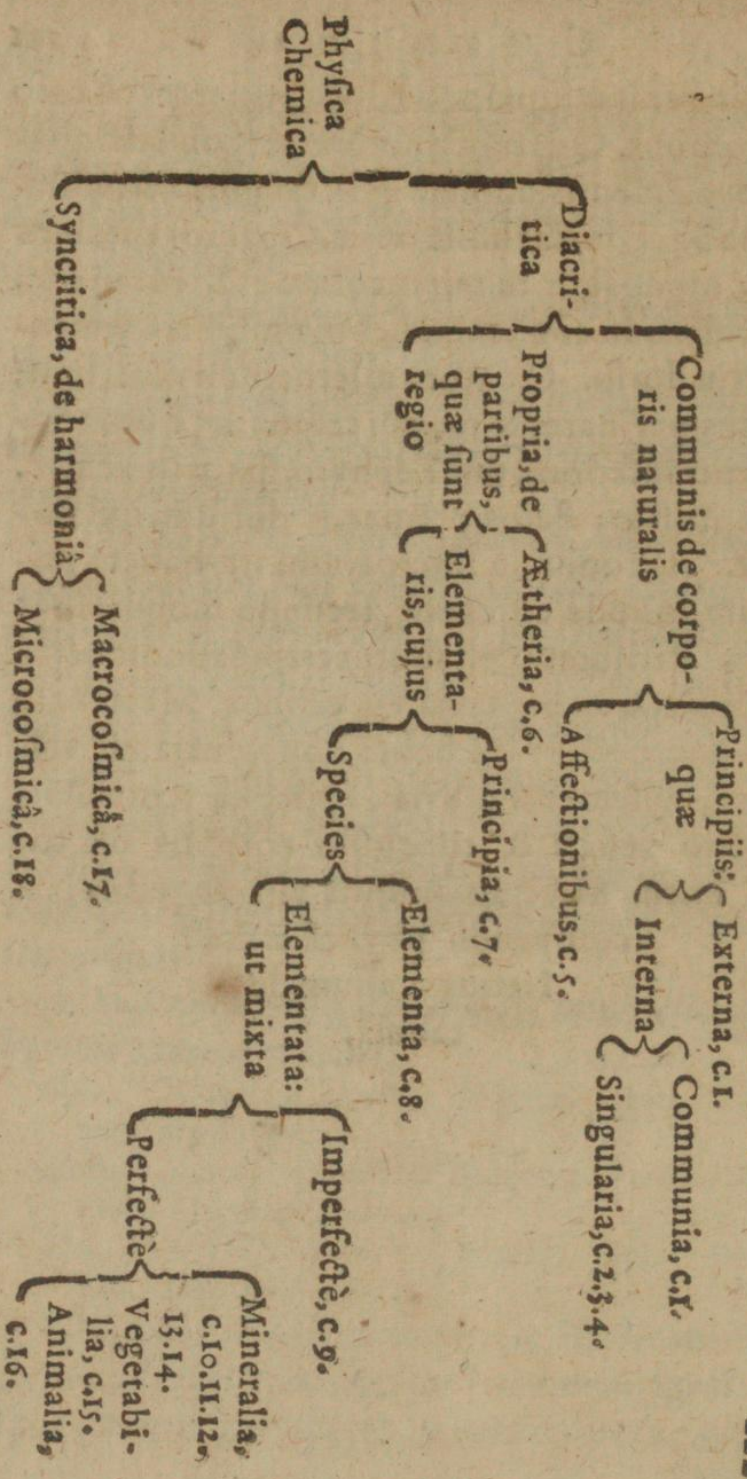 Phyſica
Chemica
Diacri-
tica
Communis de corpo-
ris naturalis
Principiis:
quæ
Externa, c.1.
Interna
Communia, c.1.
Singularia, c.2.3.4.
Affectionibus, c.5.
Propria, de
partibus,
quæ ſunt
regio
Ætheria, c.6.
Elementa-
ris, cujus
Principia, c.7.
Species
Elementa, c.8.
Elementata:
ut mixta
Imperfectè, c.9.
Perfectè
Mineralia,
c.10.11.12.
13.14.
Vegetabi-
lia, c.15.
Animalia,
c.16.
Syncritica, de harmoniâ
Macrocoſmicâ, c.17.
Microcoſmicâ, c.18.